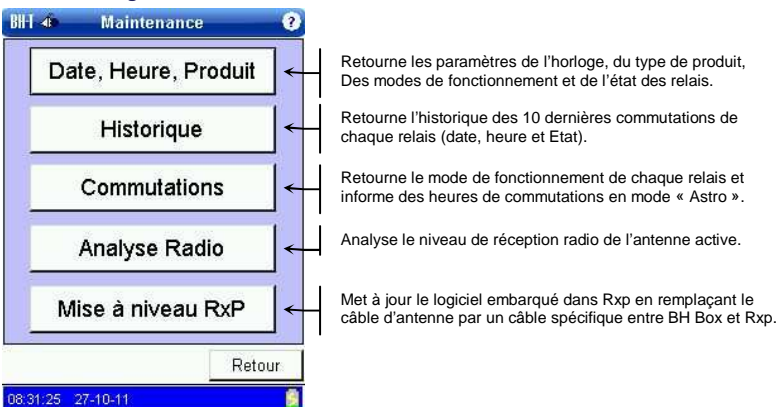 BH-T Maintenance ?
Date, Heure, Produit
Retourne les paramètres de l'horloge, du type de produit,
Des modes de fonctionnement et de l'état des relais.
Historique
Retourne l'historique des 10 dernières commutations de
chaque relais (date, heure et Etat).
Commutations
Retourne le mode de fonctionnement de chaque relais et
informe des heures de commutations en mode « Astro ».
Analyse Radio
Analyse le niveau de réception radio de l'antenne active.
Mise à niveau RxP
Met à jour le logiciel embarqué dans Rxp en remplaçant le
câble d'antenne par un câble spécifique entre BH Box et Rxp.
Retour
08:31:25 27-10-11